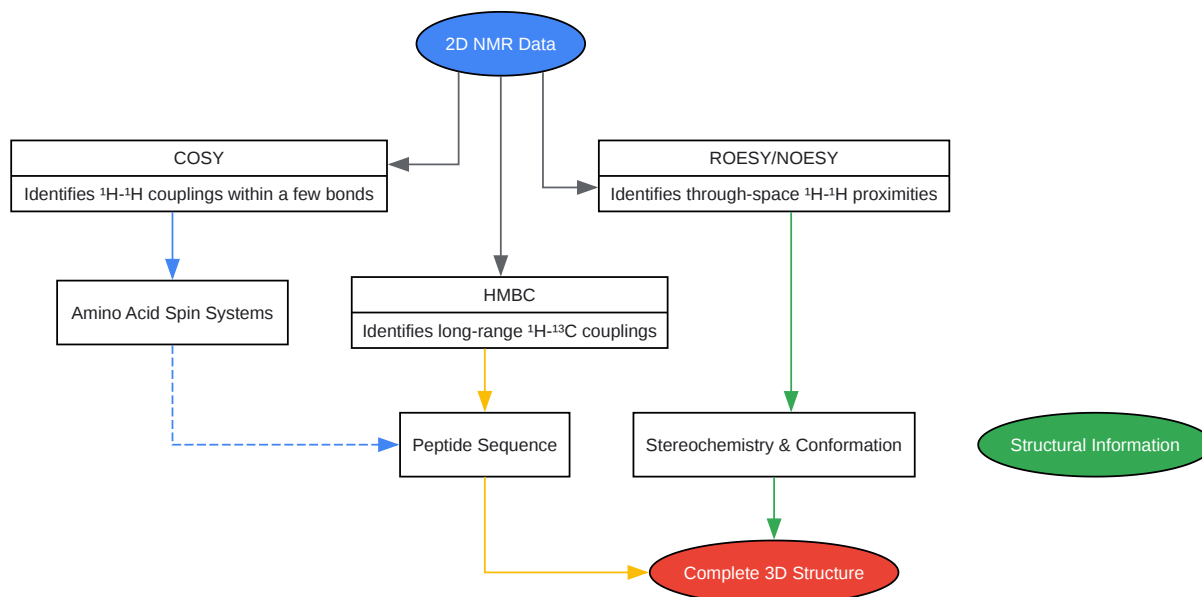 2D NMR Data
COSY
Identifies ¹H-¹H couplings within a few bonds
ROESY/NOESY
Identifies through-space ¹H-¹H proximities
Amino Acid Spin Systems
HMBC
Identifies long-range ¹H-¹³C couplings
Peptide Sequence
Stereochemistry & Conformation
Structural Information
Complete 3D Structure